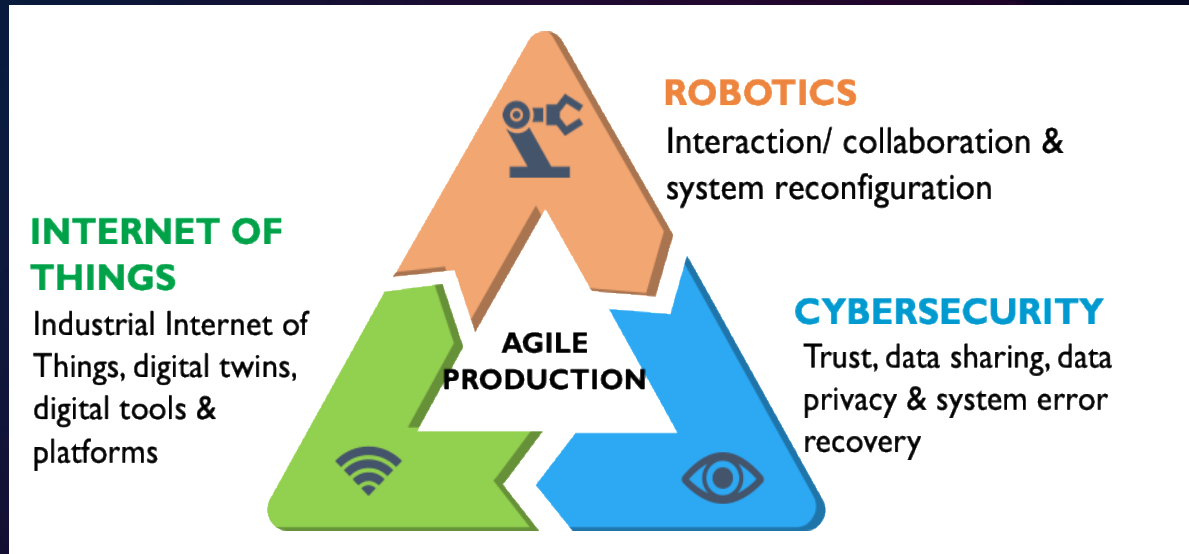 ROBOTICS
Interaction/ collaboration &
system reconfiguration
INTERNET OF
THINGS
Industrial Internet of
Things, digital twins,
digital tools &
platforms
AGILE
PRODUCTION
CYBERSECURITY
Trust, data sharing, data
privacy & system error
recovery